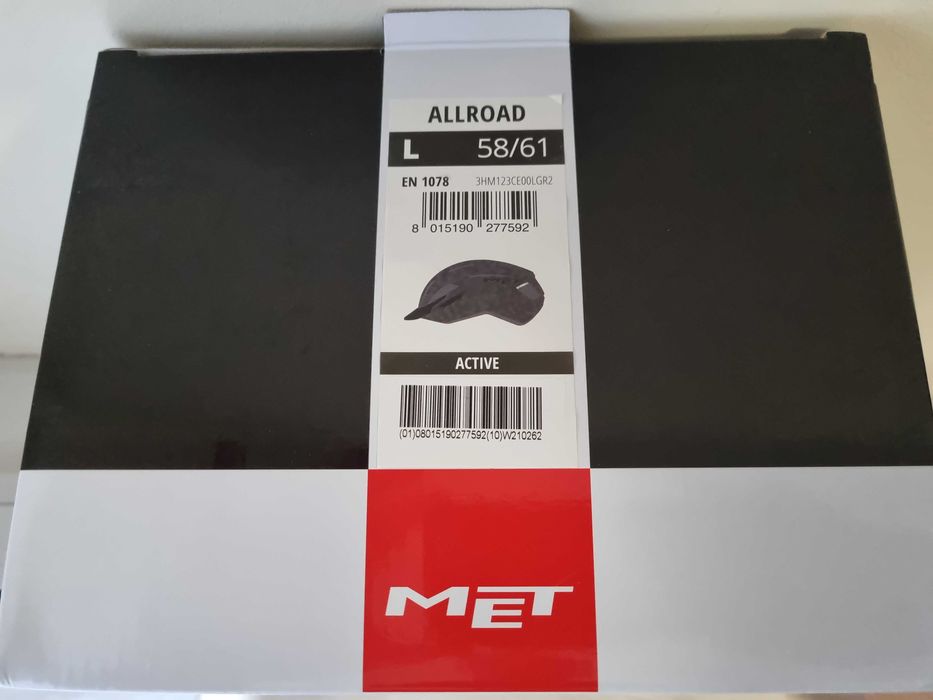 ALLROAD
L 58/61
EN 1078 3HM123CE00LGR2
8 015190 277592
ACTIVE
(01)08015190277592(10)W210262
MET